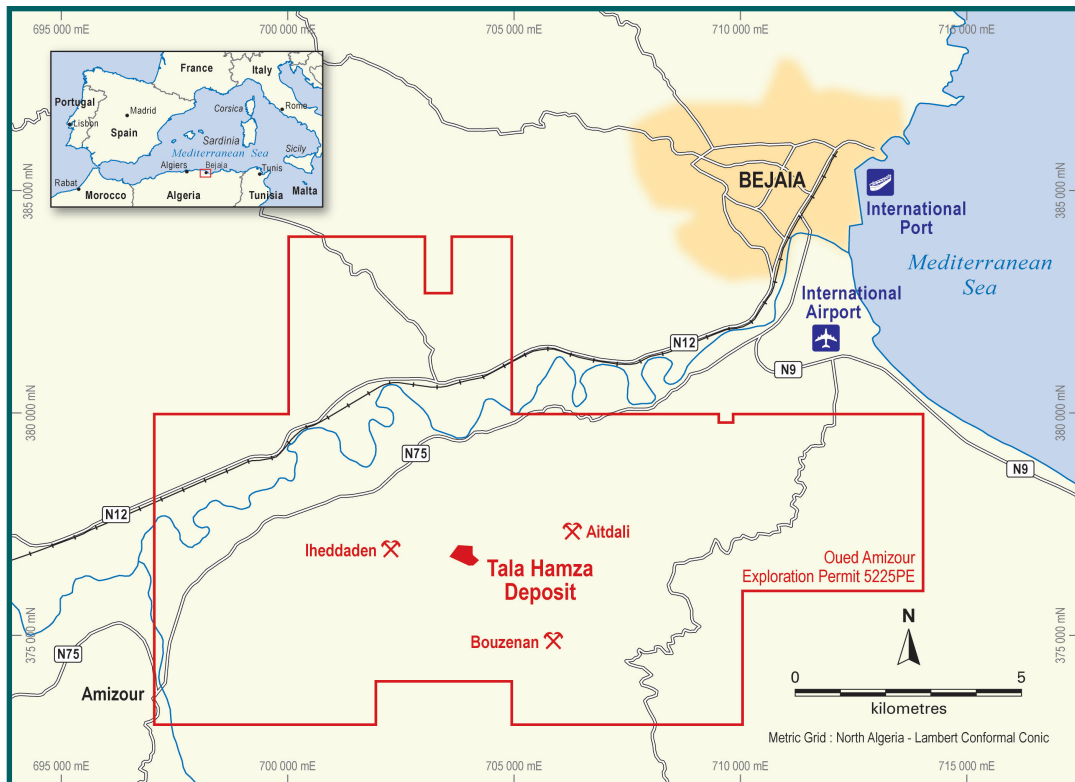 695 000 mE
700 000 mE
705 000 mE
710 000 mE
715 000 mE
France
Italy
Portugal
Madrid
Corsica
Rome
Lisbon
Spain
Sardinia
Mediterranean Sea
Sicily
Algiers
Bejaia
Tunis
Rabat
Morocco
Algeria
Tunisia
Malta
385 000 mN
385 000 mN
BEJAIA
International
Port
Mediterranean
Sea
International
Airport
N12
N9
380 000 mN
380 000 mN
N75
N9
N12
Iheddaden
Aitdali
Tala Hamza
Deposit
Oued Amizour
Exploration Permit 5225PE
Bouzenan
N
375 000 mN
375 000 mN
N75
Amizour
0
5
kilometres
Metric Grid : North Algeria - Lambert Conformal Conic
695 000 mE
700 000 mE
705 000 mE
710 000 mE
715 000 mE